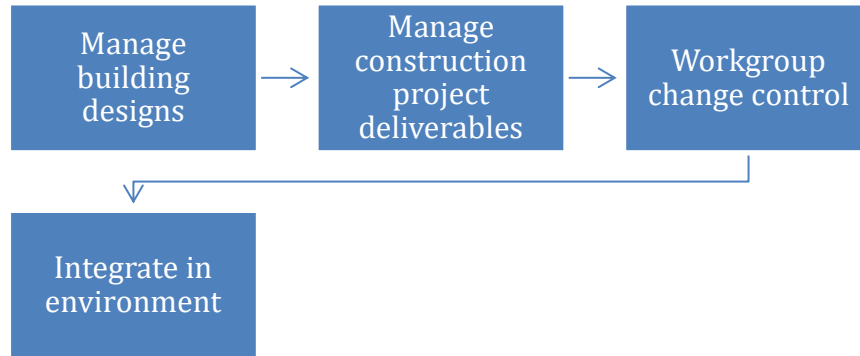 Manage
building
designs
Manage
construction
project
deliverables
Workgroup
change control
Integrate in
environment